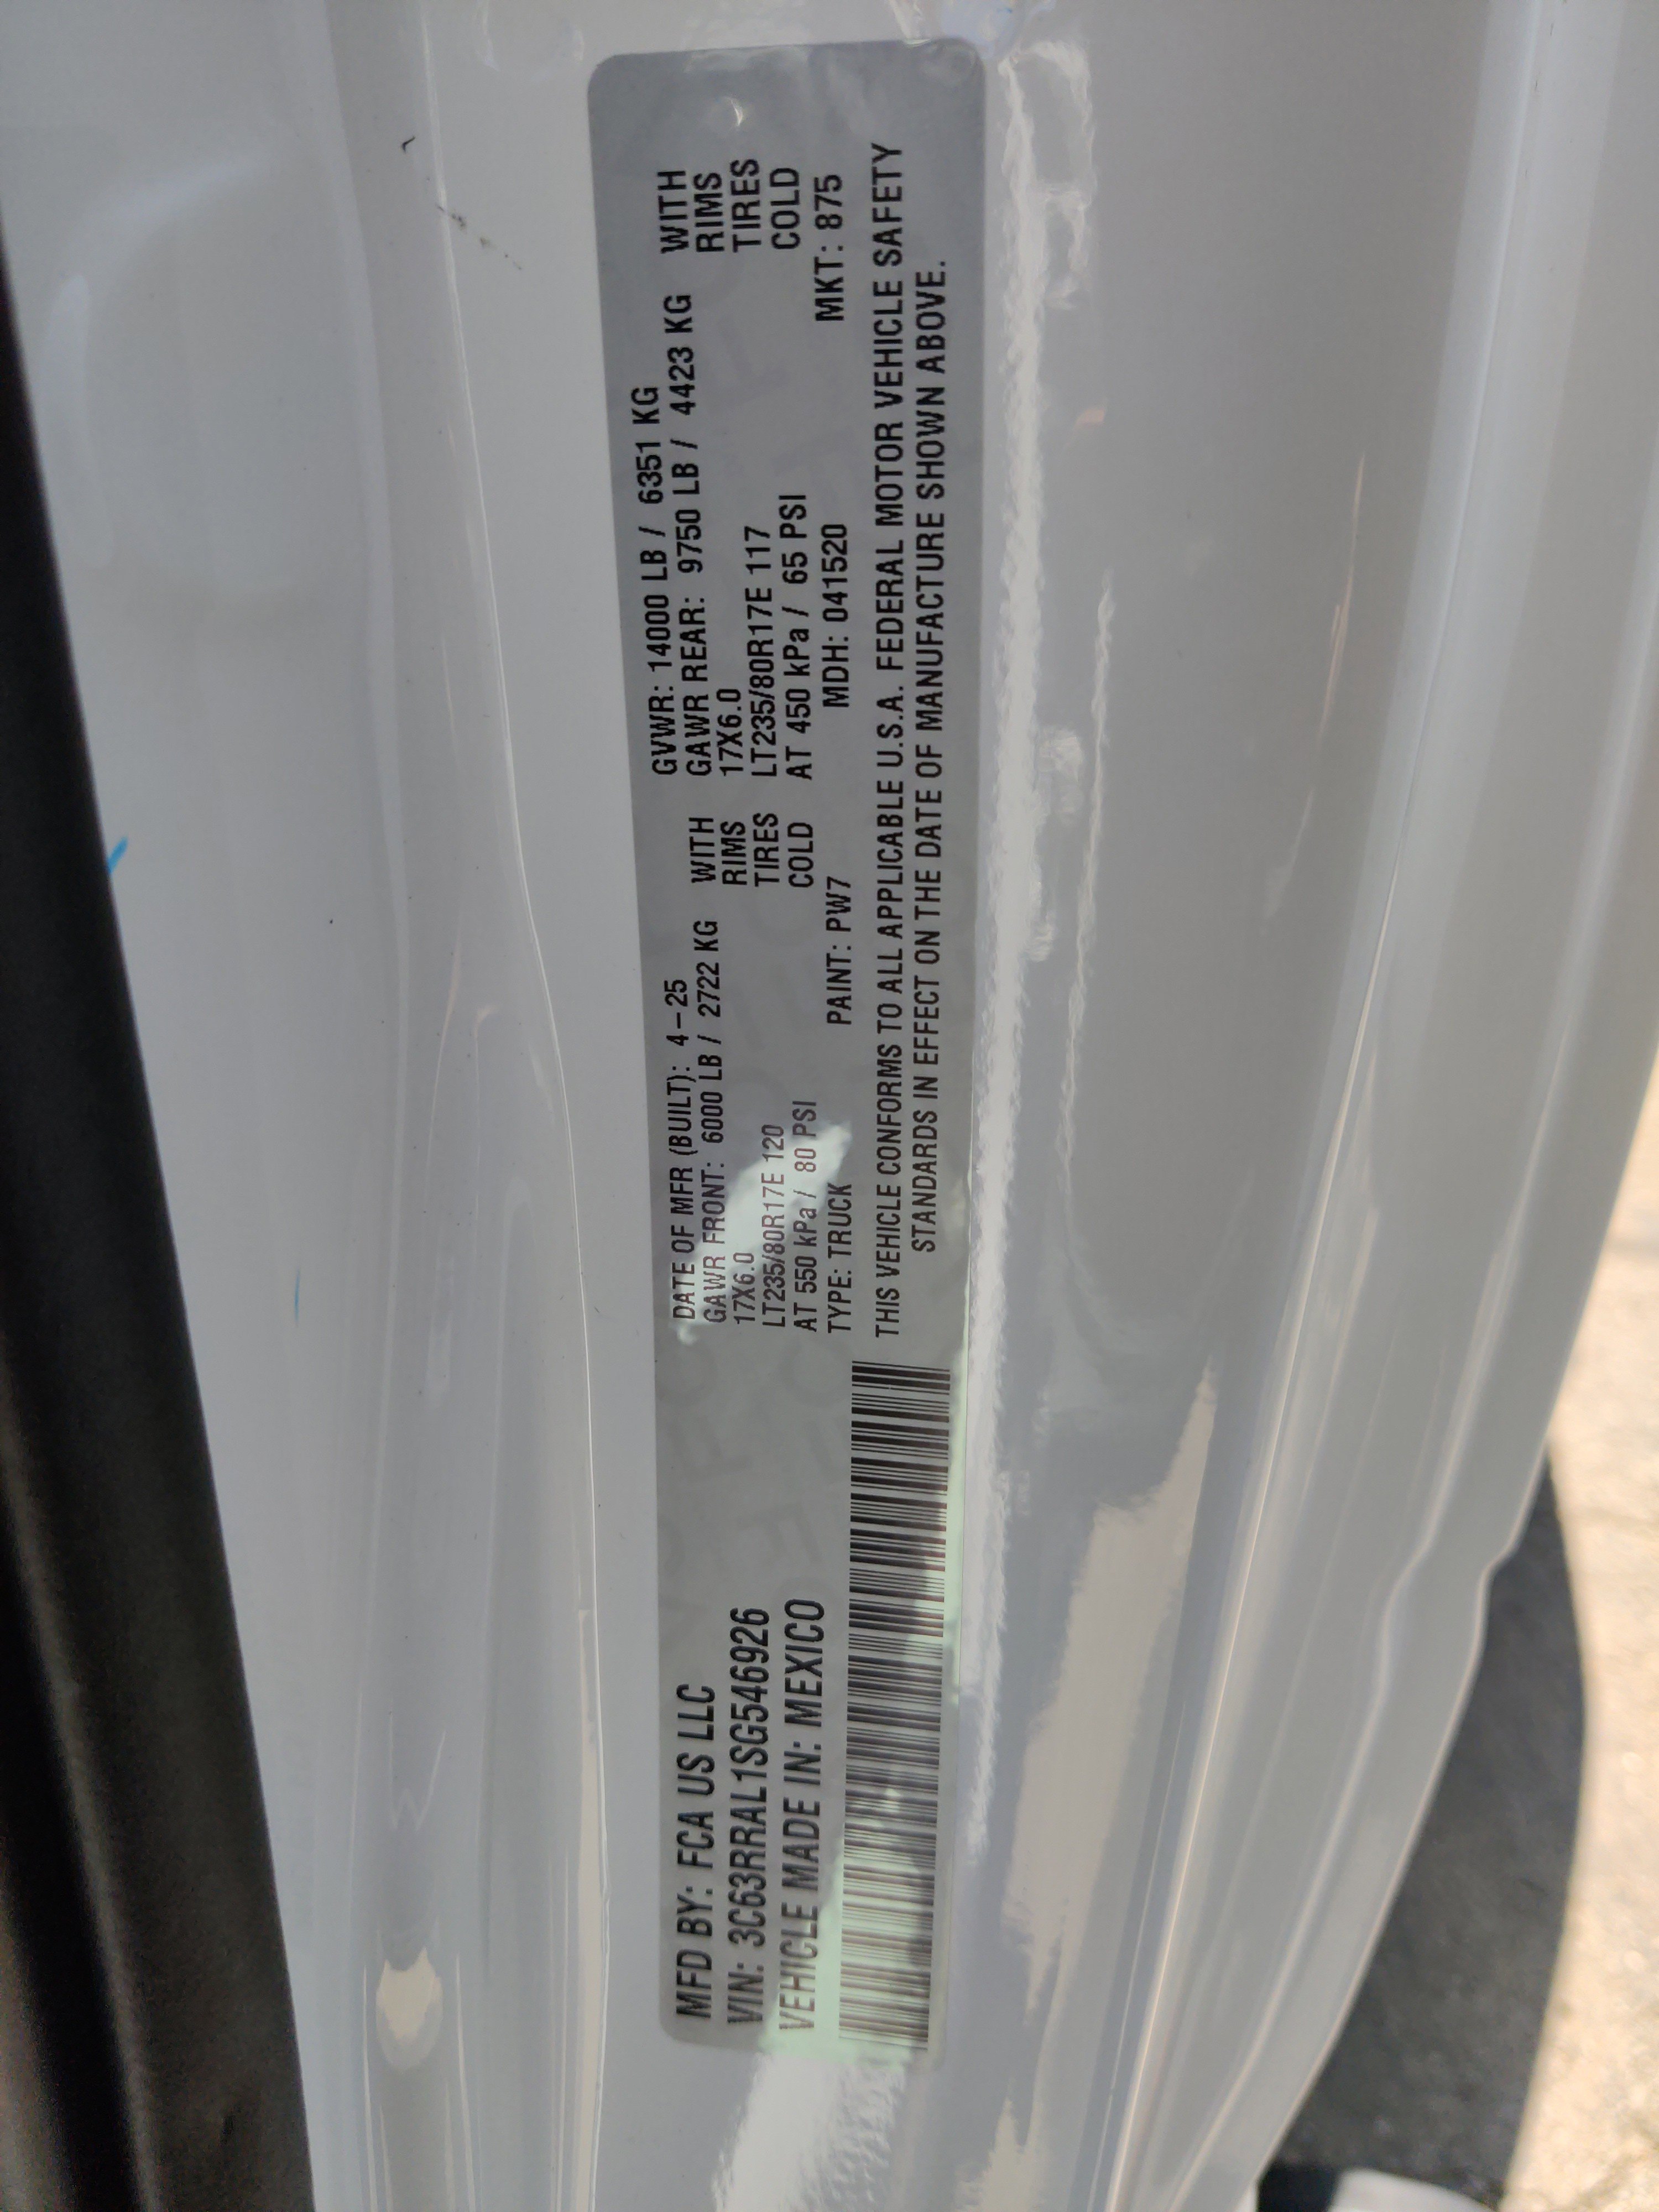 MFD BY: FCA US LLC
VIN: 3C63RRAL1SG546926
VEHICLE MADE IN: MEXICO
DATE OF MFR (BUILT): 4-25
GAWR FRONT: 6000 LB / 2722 KG WITH
17X6.0 RIMS
LT235/80R17E 120 TIRES
AT 550 kPa / 80 PSI COLD
GVWR: 14000 LB / 6351 KG
GAWR REAR: 9750 LB / 4423 KG WITH
17X6.0 RIMS
LT235/80R17E 117 TIRES
AT 450 kPa / 65 PSI COLD
TYPE: TRUCK PAINT: PW7 MDH: 041520 MKT: 875
THIS VEHICLE CONFORMS TO ALL APPLICABLE U.S.A. FEDERAL MOTOR VEHICLE SAFETY
STANDARDS IN EFFECT ON THE DATE OF MANUFACTURE SHOWN ABOVE.